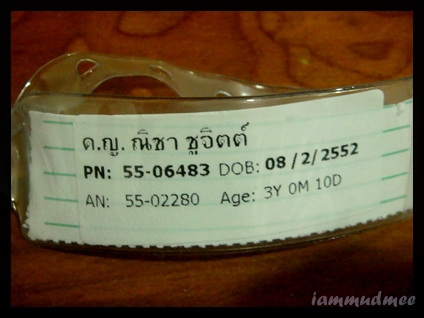 ด.ญ. ณิชา ชูจิตต์
PN: 55-06483 DOB: 08 /2/2552
AN: 55-02280 Age: 3Y 0M 10D
iammudmee